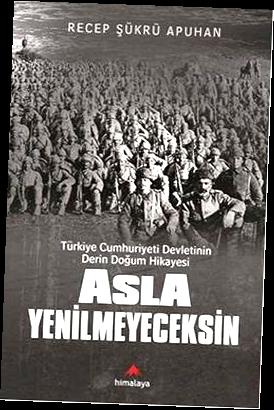 RECEP ŞÜKRÜ APUHAN
Türkiye Cumhuriyeti Devletinin
Derin Doğum Hikayesi
ASLA
YENİLMEYECEKSİN
himalaya